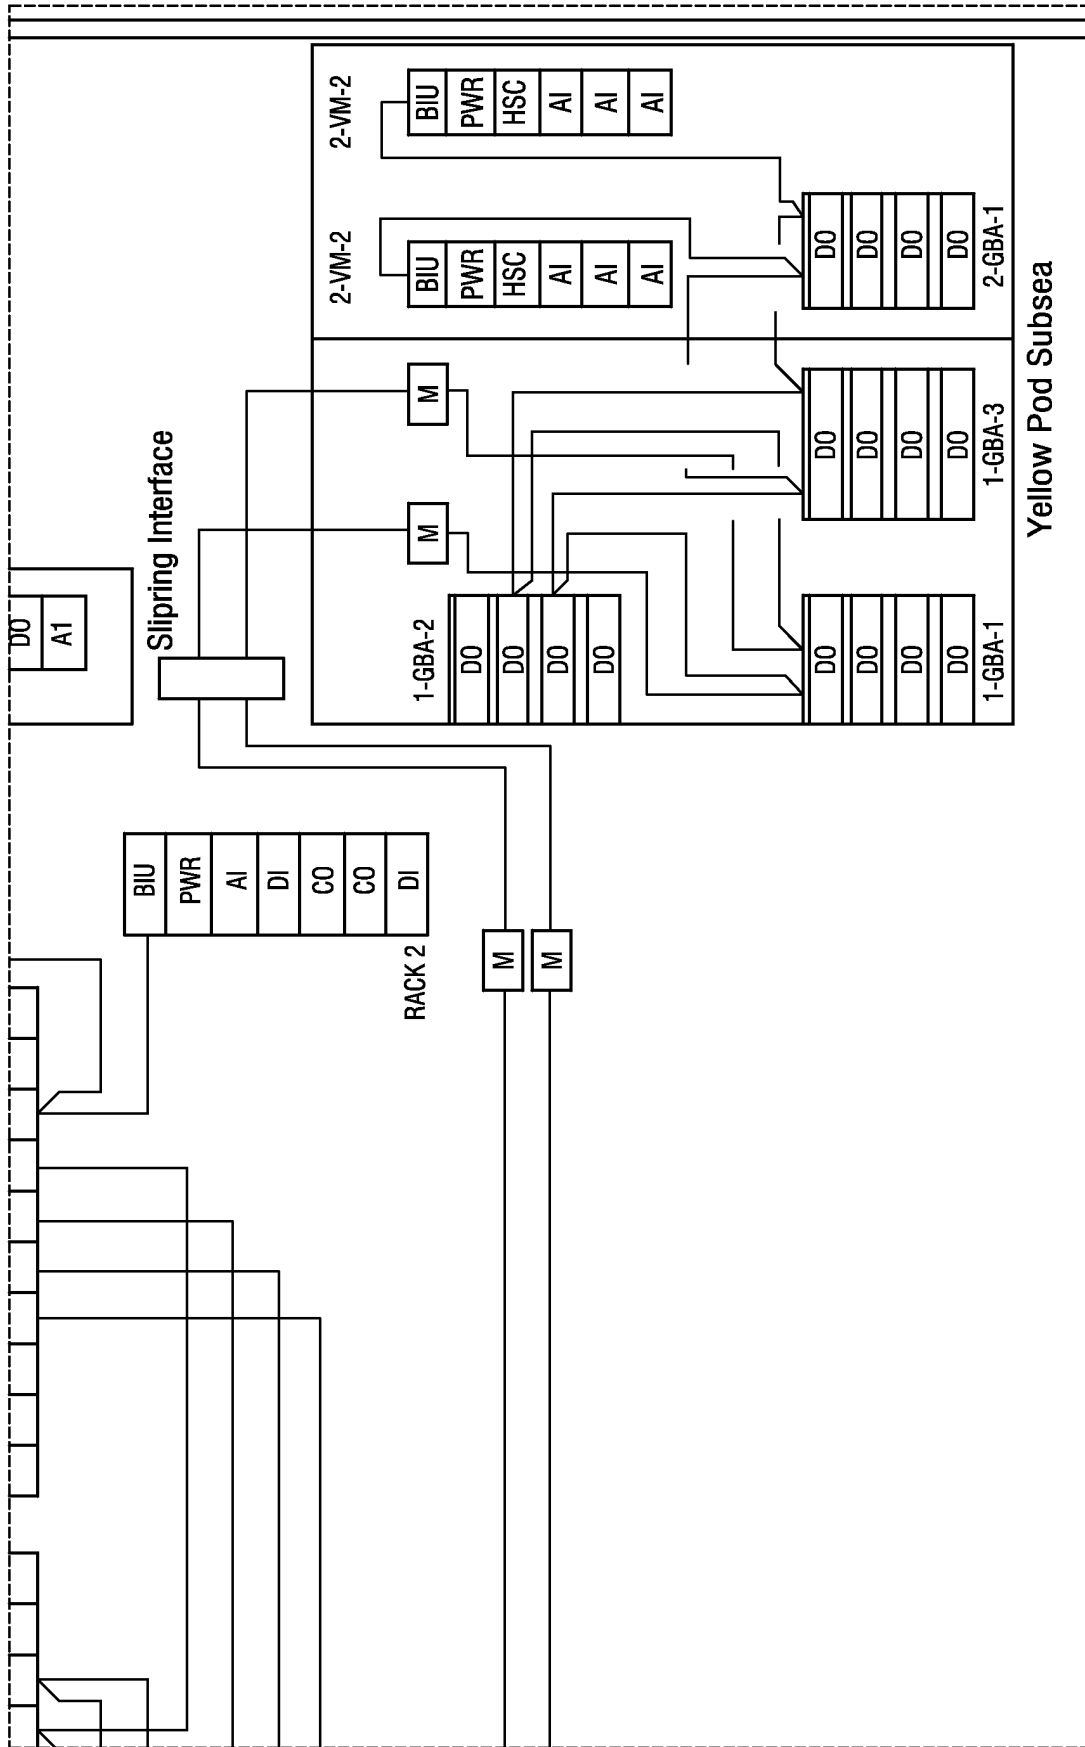 2-VM-2
BIU
PWR
HSC
AI
AI
AI
2-VM-2
BIU
PWR
HSC
AI
AI
AI
DO
DO
DO
DO
2-GBA-1
M
M
DO
DO
DO
DO
1-GBA-3
1-GBA-2
DO
DO
DO
DO
DO
DO
DO
DO
1-GBA-1
Yellow Pod Subsea
Slipring Interface
DO
A1
BIU
PWR
AI
DI
CO
CO
DI
RACK 2
M
M